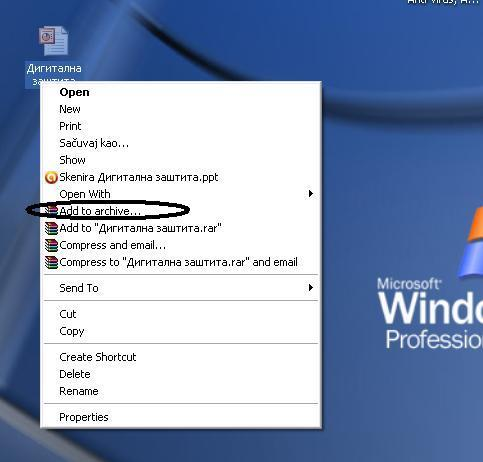 Anti-Virus, A...
Дигитална
заштита
Open
New
Print
Sačuvaj kao...
Show
Skenira Дигитална заштита.ppt
Open With
Add to archive...
Add to "Дигитална заштита.rar"
Compress and email...
Compress to "Дигитална заштита.rar" and email
Send To
Cut
Copy
Create Shortcut
Delete
Rename
Properties
Microsoft
Windo
Professiona